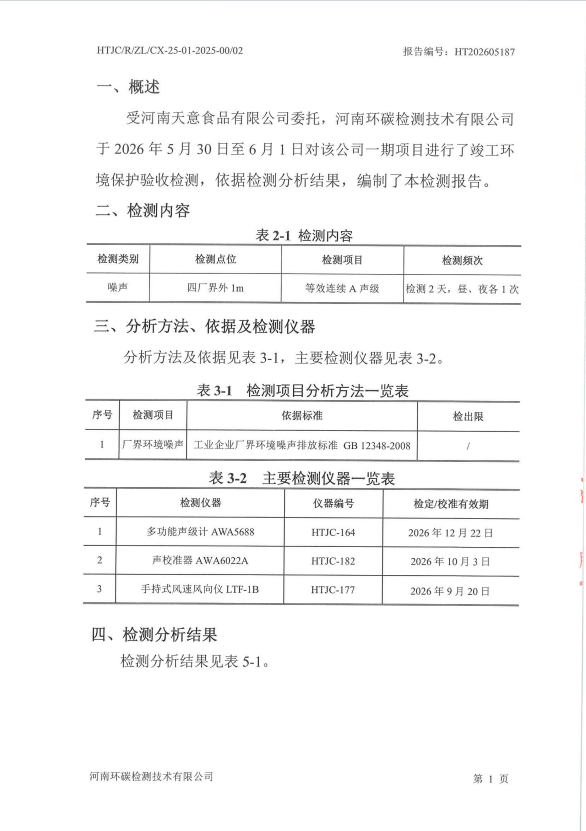 HTJC/R/ZL/CX-25-01-2025-00/02 报告编号：HT202605187
一、概述
受河南天意食品有限公司委托，河南环碳检测技术有限公司
于 2026 年 5 月 30 日至 6 月 1 日对该公司一期项目进行了竣工环
境保护验收检测，依据检测分析结果，编制了本检测报告。
二、检测内容
表 2-1 检测内容
检测类别 检测点位 检测项目 检测频次
噪声 四厂界外 1m 等效连续 A 声级 检测 2 天，昼、夜各 1 次
三、分析方法、依据及检测仪器
分析方法及依据见表 3-1，主要检测仪器见表 3-2。
表 3-1 检测项目分析方法一览表
序号 检测项目 依据标准 检出限
1 厂界环境噪声 工业企业厂界环境噪声排放标准 GB 12348-2008 /
表 3-2 主要检测仪器一览表
序号 检测仪器 仪器编号 检定/校准有效期
1 多功能声级计 AWA5688 HTJC-164 2026 年 12 月 22 日
2 声校准器 AWA6022A HTJC-182 2026 年 10 月 3 日
3 手持式风速风向仪 LTF-1B HTJC-177 2026 年 9 月 20 日
四、检测分析结果
检测分析结果见表 5-1。
河南环碳检测技术有限公司 第 1 页